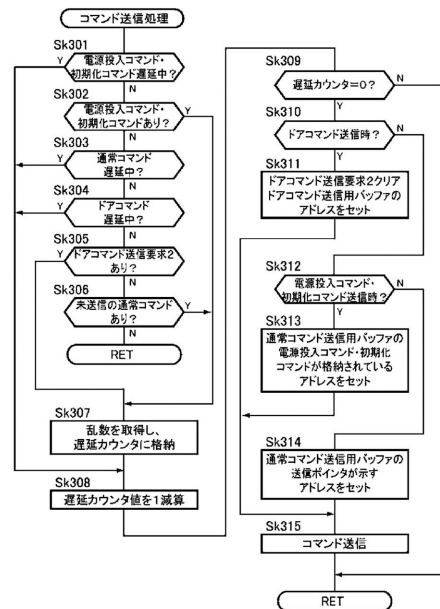 コマンド送信処理
Sk301
Y
電源投入コマンド・
初期化コマンド遅延中?
N
Sk302
電源投入コマンド・
初期化コマンドあり?
Y
N
Sk303
Y
通常コマンド
遅延中?
N
Sk304
Y
ドアコマンド
遅延中?
N
Sk305
Y
ドアコマンド送信要求2
あり?
N
Sk306
未送信の通常コマンド
あり?
Y
N
RET
Sk307
乱数を取得し、
遅延カウンタに格納
Sk308
遅延カウンタ値を1減算
Sk309
遅延カウンター=0?
N
Y
Sk310
ドアコマンド送信時?
N
Y
Sk311
ドアコマンド送信要求2クリア
ドアコマンド送信用バッファの
アドレスをセット
Sk312
電源投入コマンド・
初期化コマンド送信時?
N
Y
Sk313
通常コマンド送信用バッファの
電源投入コマンド・初期化
コマンドが格納されている
アドレスをセット
Sk314
通常コマンド送信用バッファの
送信ポインタが示す
アドレスをセット
Sk315
コマンド送信
RET